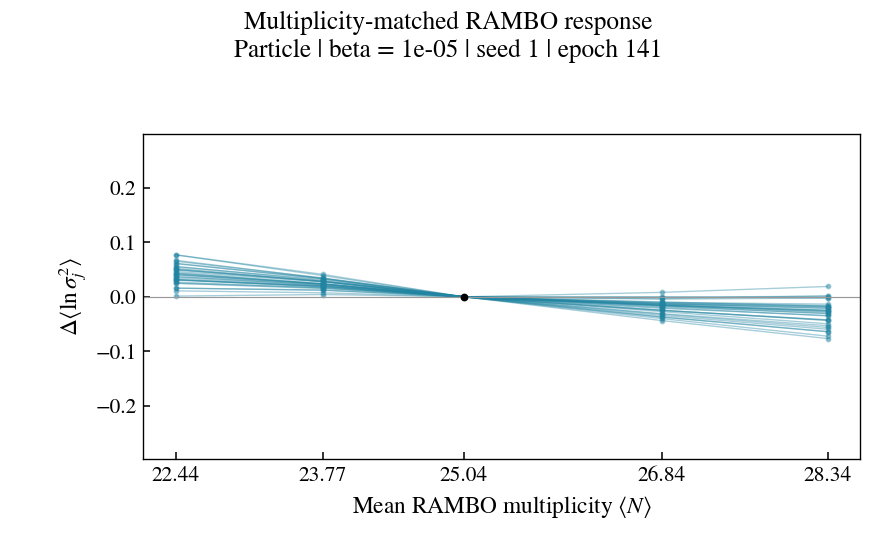 Multiplicity-matched RAMBO response
Particle | beta = 1e-05 | seed 1 | epoch 141
Δ⟨ln σ_j^2⟩
0.2
0.1
0.0
−0.1
−0.2
22.44 23.77 25.04 26.84 28.34
Mean RAMBO multiplicity ⟨N⟩